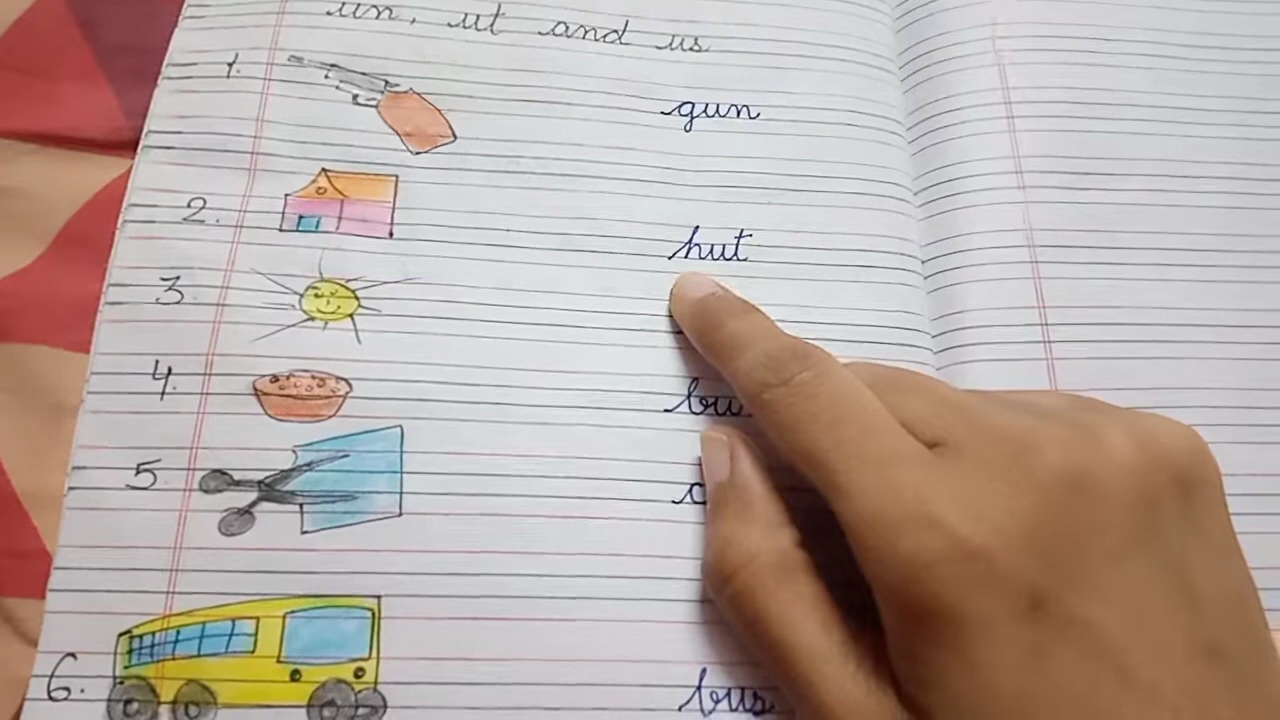 un, ut and us
1. gun
2. hut
3.
4.
5.
6. bus